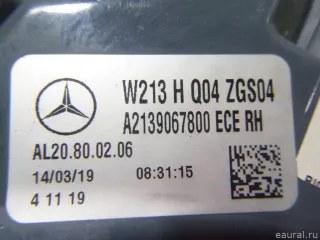 W213 H Q04 ZGS04
A2139067800 ECE RH
AL20.80.02.06
14/03/19 08:31:15
4 11 19
eaural.ru